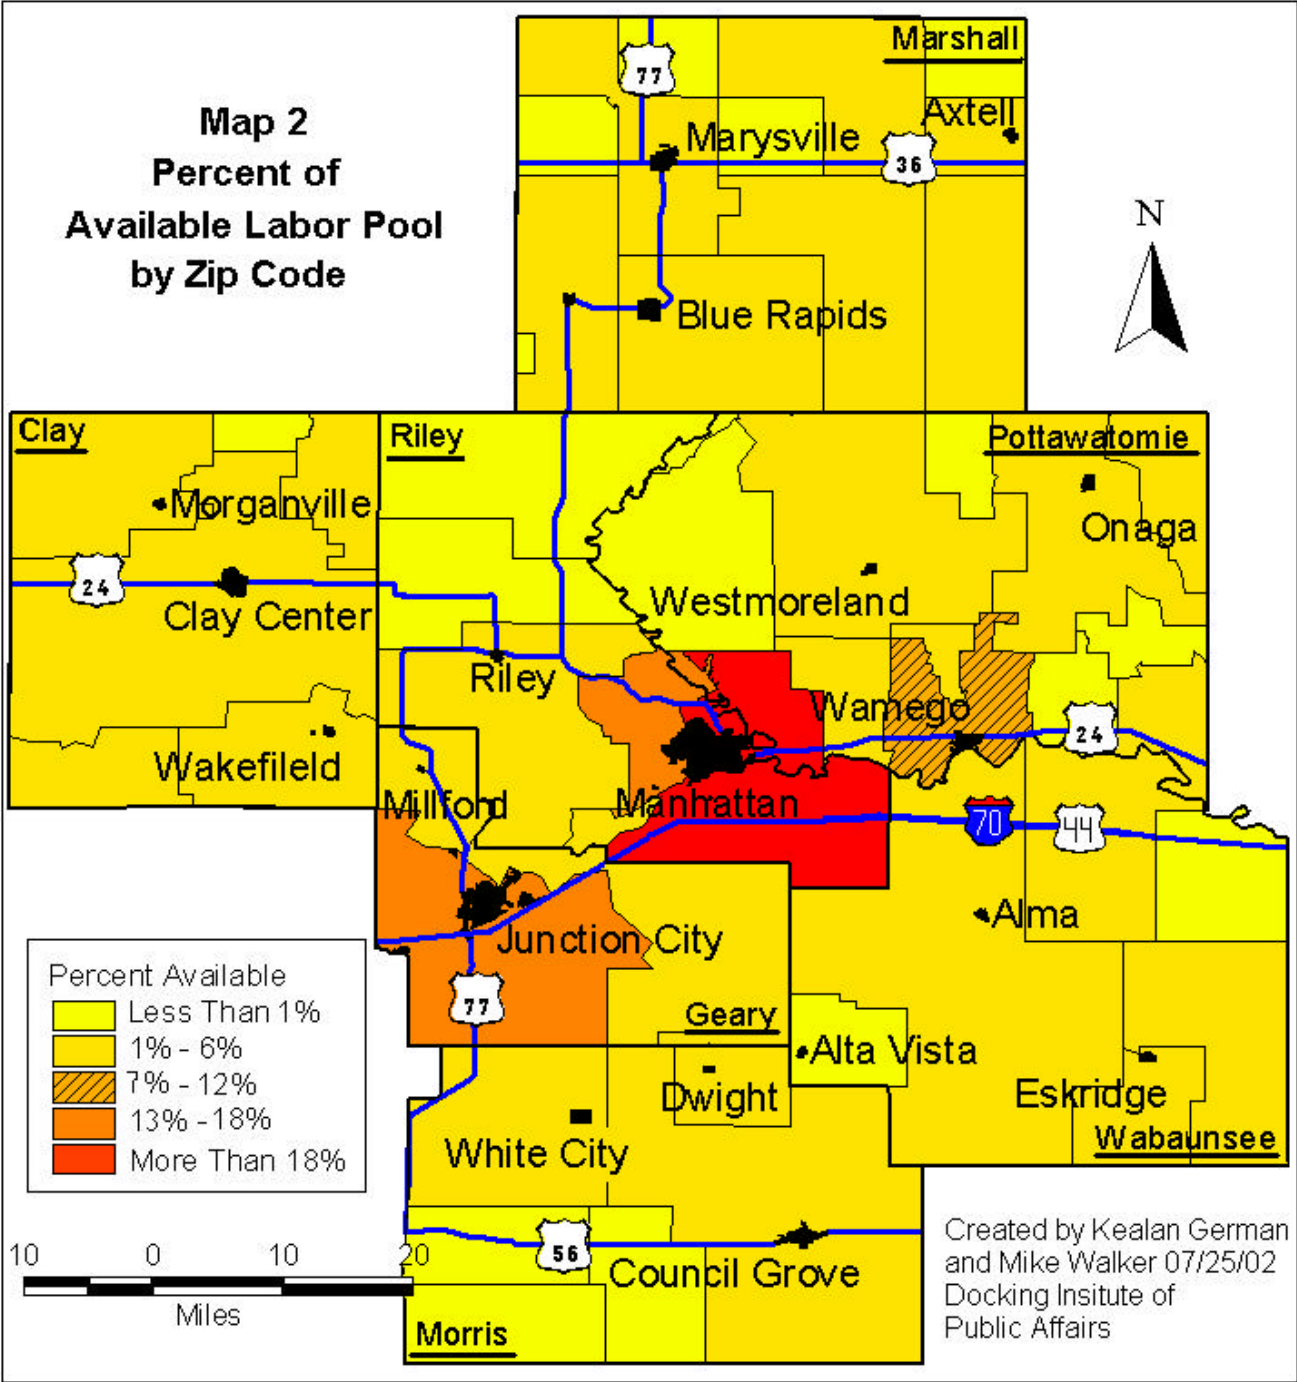 Map 2
Percent of
Available Labor Pool
by Zip Code
Marshall
77
Axtell
Marysville
36
N
Blue Rapids
Clay
Riley
Pottawatomie
Morganville
Onaga
24
Clay Center
Westmoreland
Riley
Wamego
24
Wakefileld
Millford
Manhattan
70
44
Alma
Junction City
77
Geary
Alta Vista
Dwight
Eskridge
White City
Wabaunsee
56
Council Grove
Morris
Percent Available
Less Than 1%
1% - 6%
7% - 12%
13% -18%
More Than 18%
10 0 10 20
Miles
Created by Kealan German
and Mike Walker 07/25/02
Docking Insitute of
Public Affairs